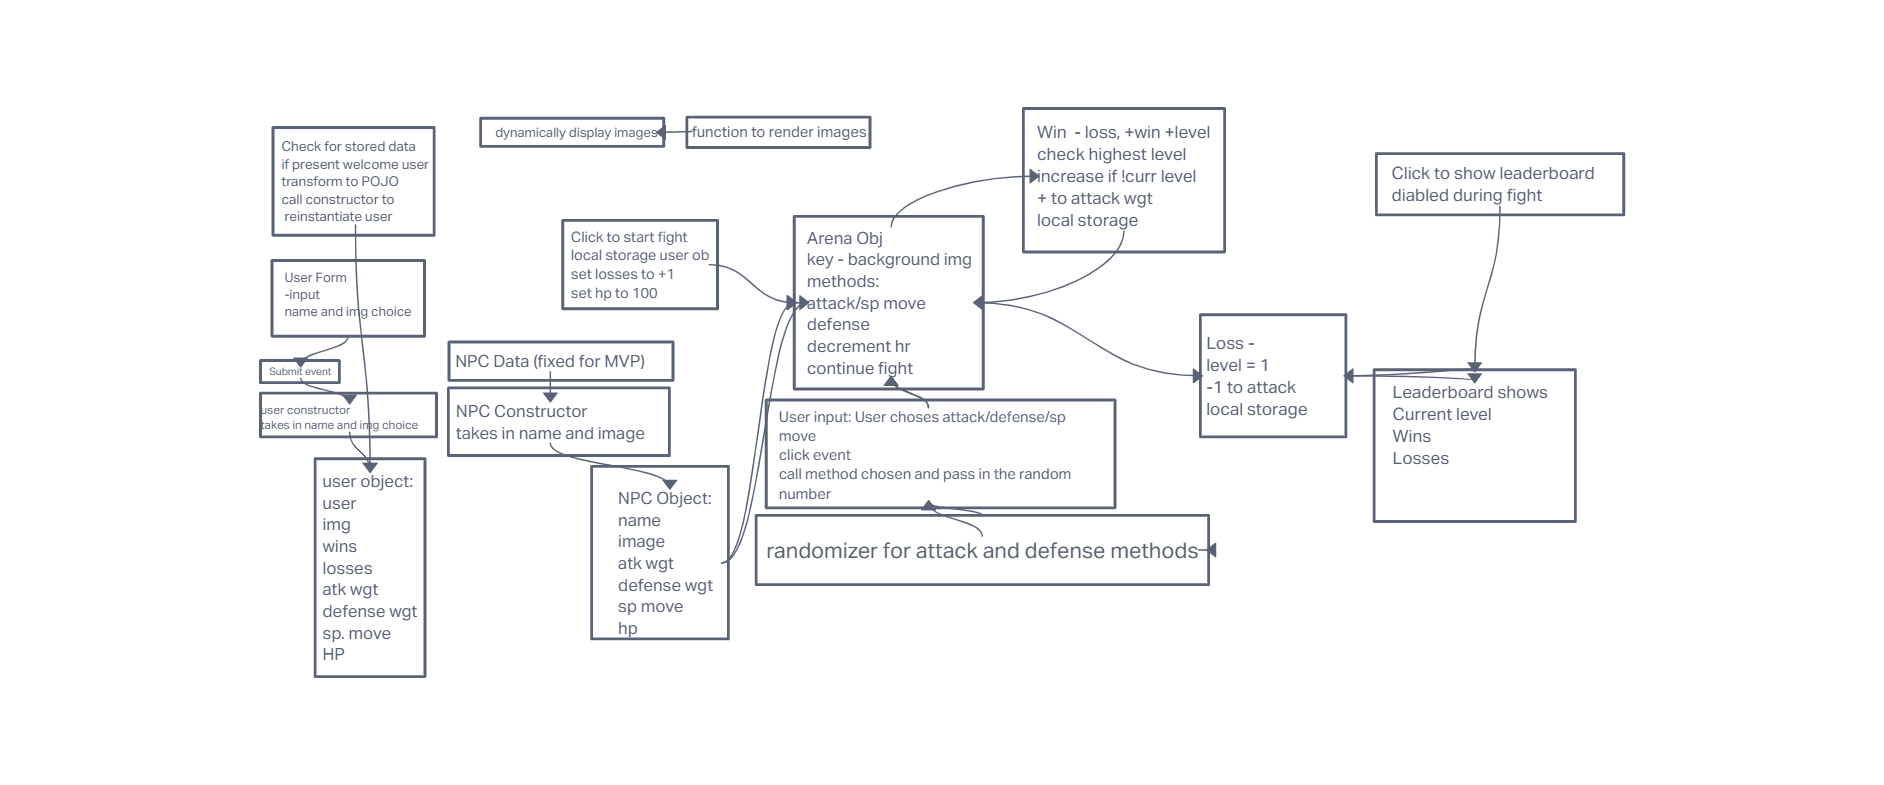 Check for stored data
if present welcome user
transform to POJO
call constructor to
reinstantiate user
User Form
-input
name and img choice
Submit event
user constructor
takes in name and img choice
user object:
user
img
wins
losses
atk wgt
defense wgt
sp. move
HP
dynamically display images
function to render images
Click to start fight
local storage user ob
set losses to +1
set hp to 100
NPC Data (fixed for MVP)
NPC Constructor
takes in name and image
NPC Object:
name
image
atk wgt
defense wgt
sp move
hp
Arena Obj
key - background img
methods:
attack/sp move
defense
decrement hr
continue fight
User input: User choses attack/defense/sp
move
click event
call method chosen and pass in the random
number
randomizer for attack and defense methods
Win - loss, +win +level
check highest level
increase if !curr level
+ to attack wgt
local storage
Loss -
level = 1
-1 to attack
local storage
Click to show leaderboard
diabled during fight
Leaderboard shows
Current level
Wins
Losses